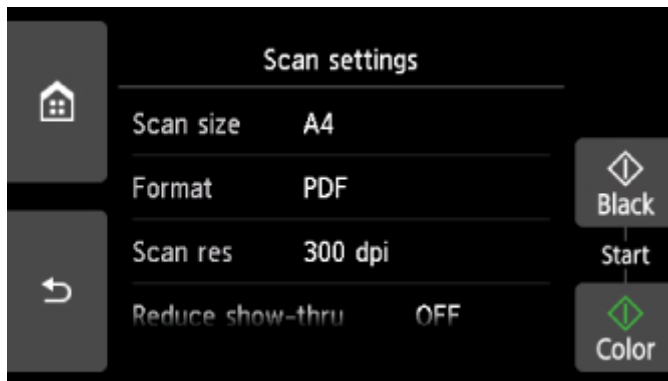 Scan settings
Scan size A4
Format PDF
Scan res 300 dpi
Reduce show-thru OFF
Black
Start
Color